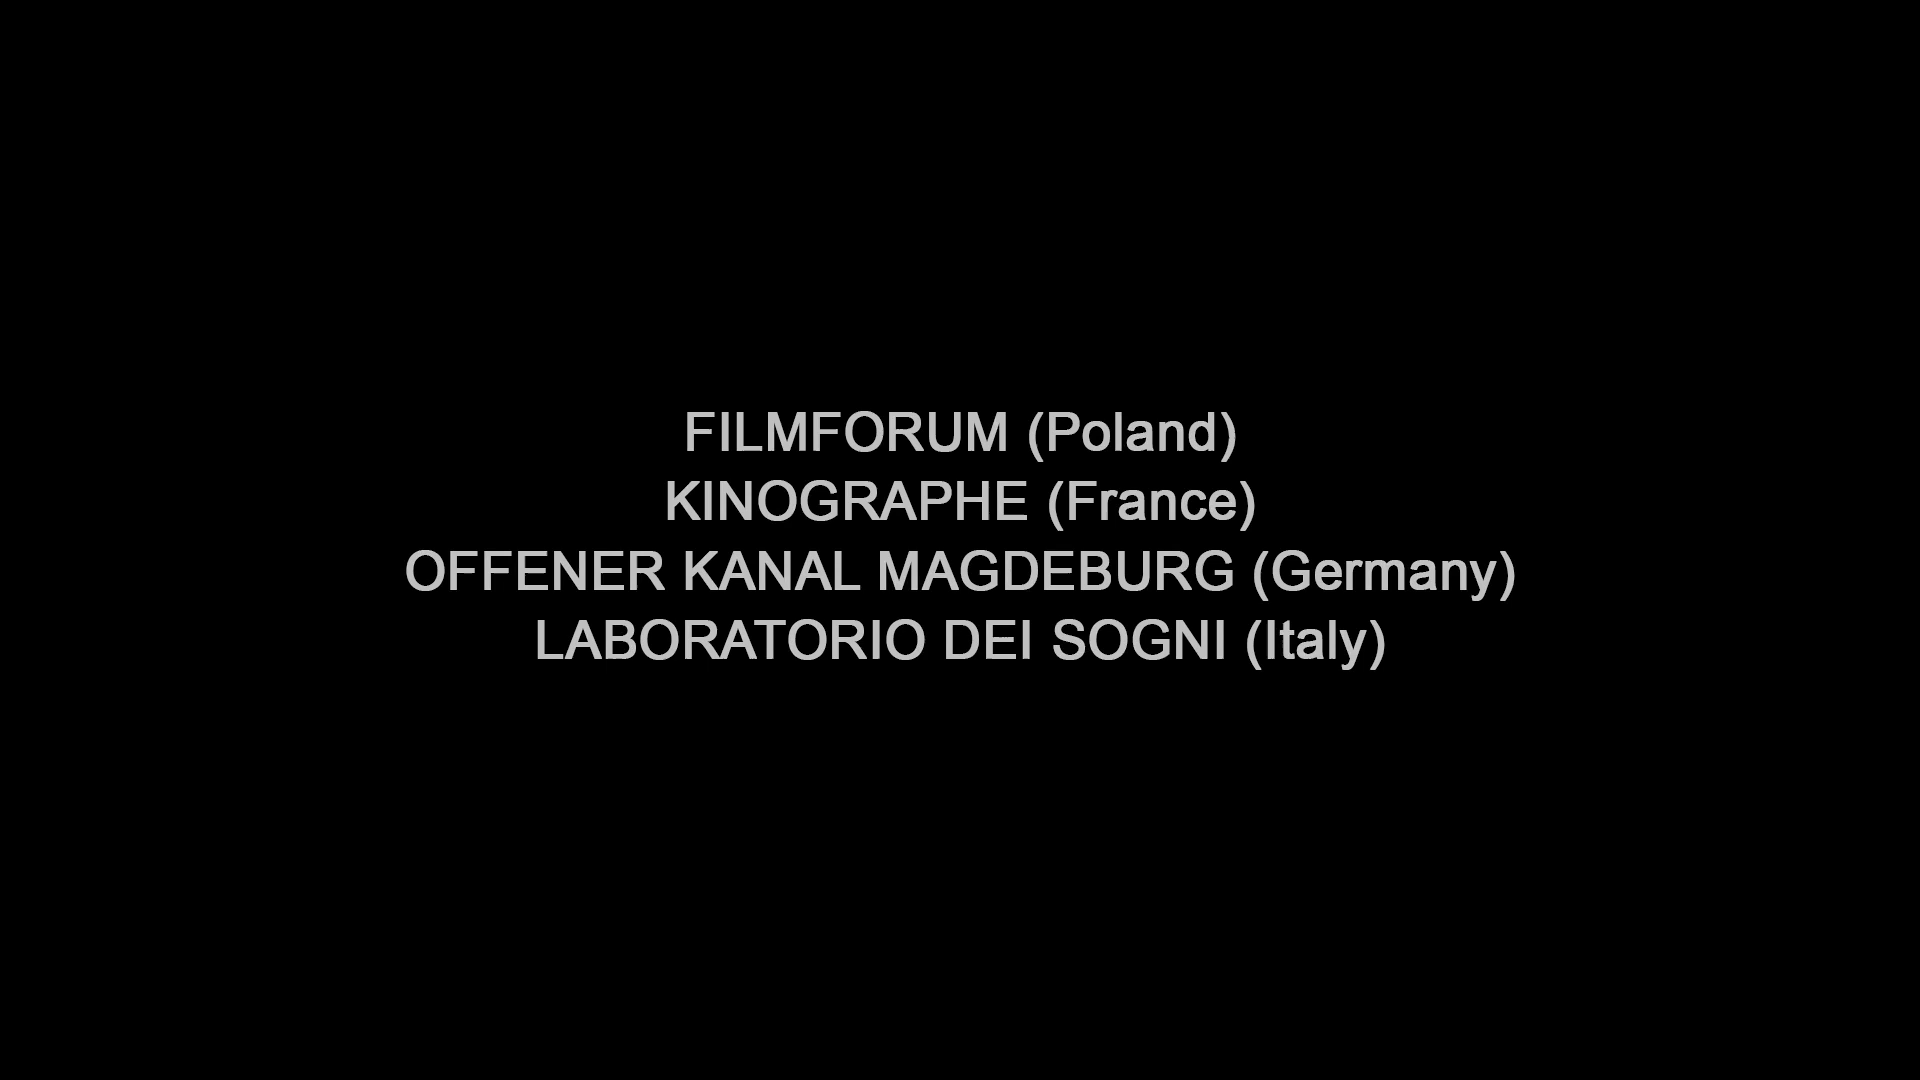 FILMFORUM (Poland)
KINOGRAPHE (France)
OFFENER KANAL MAGDEBURG (Germany)
LABORATORIO DEI SOGNI (Italy)